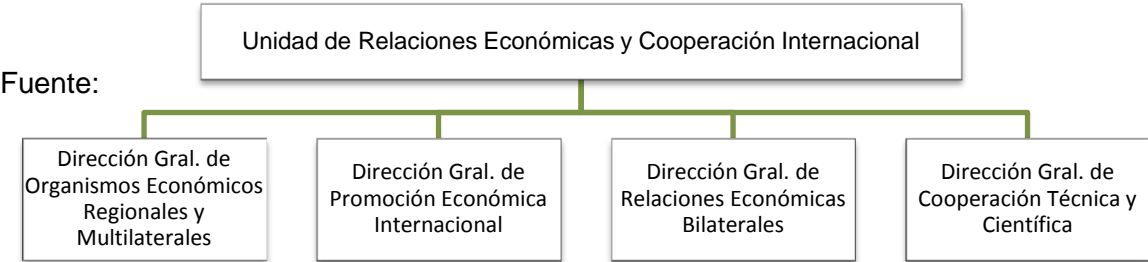 Unidad de Relaciones Económicas y Cooperación Internacional
Fuente:
Dirección Gral. de
Organismos Económicos
Regionales y
Multilaterales
Dirección Gral. de
Promoción Económica
Internacional
Dirección Gral. de
Relaciones Económicas
Bilaterales
Dirección Gral. de
Cooperación Técnica y
Científica